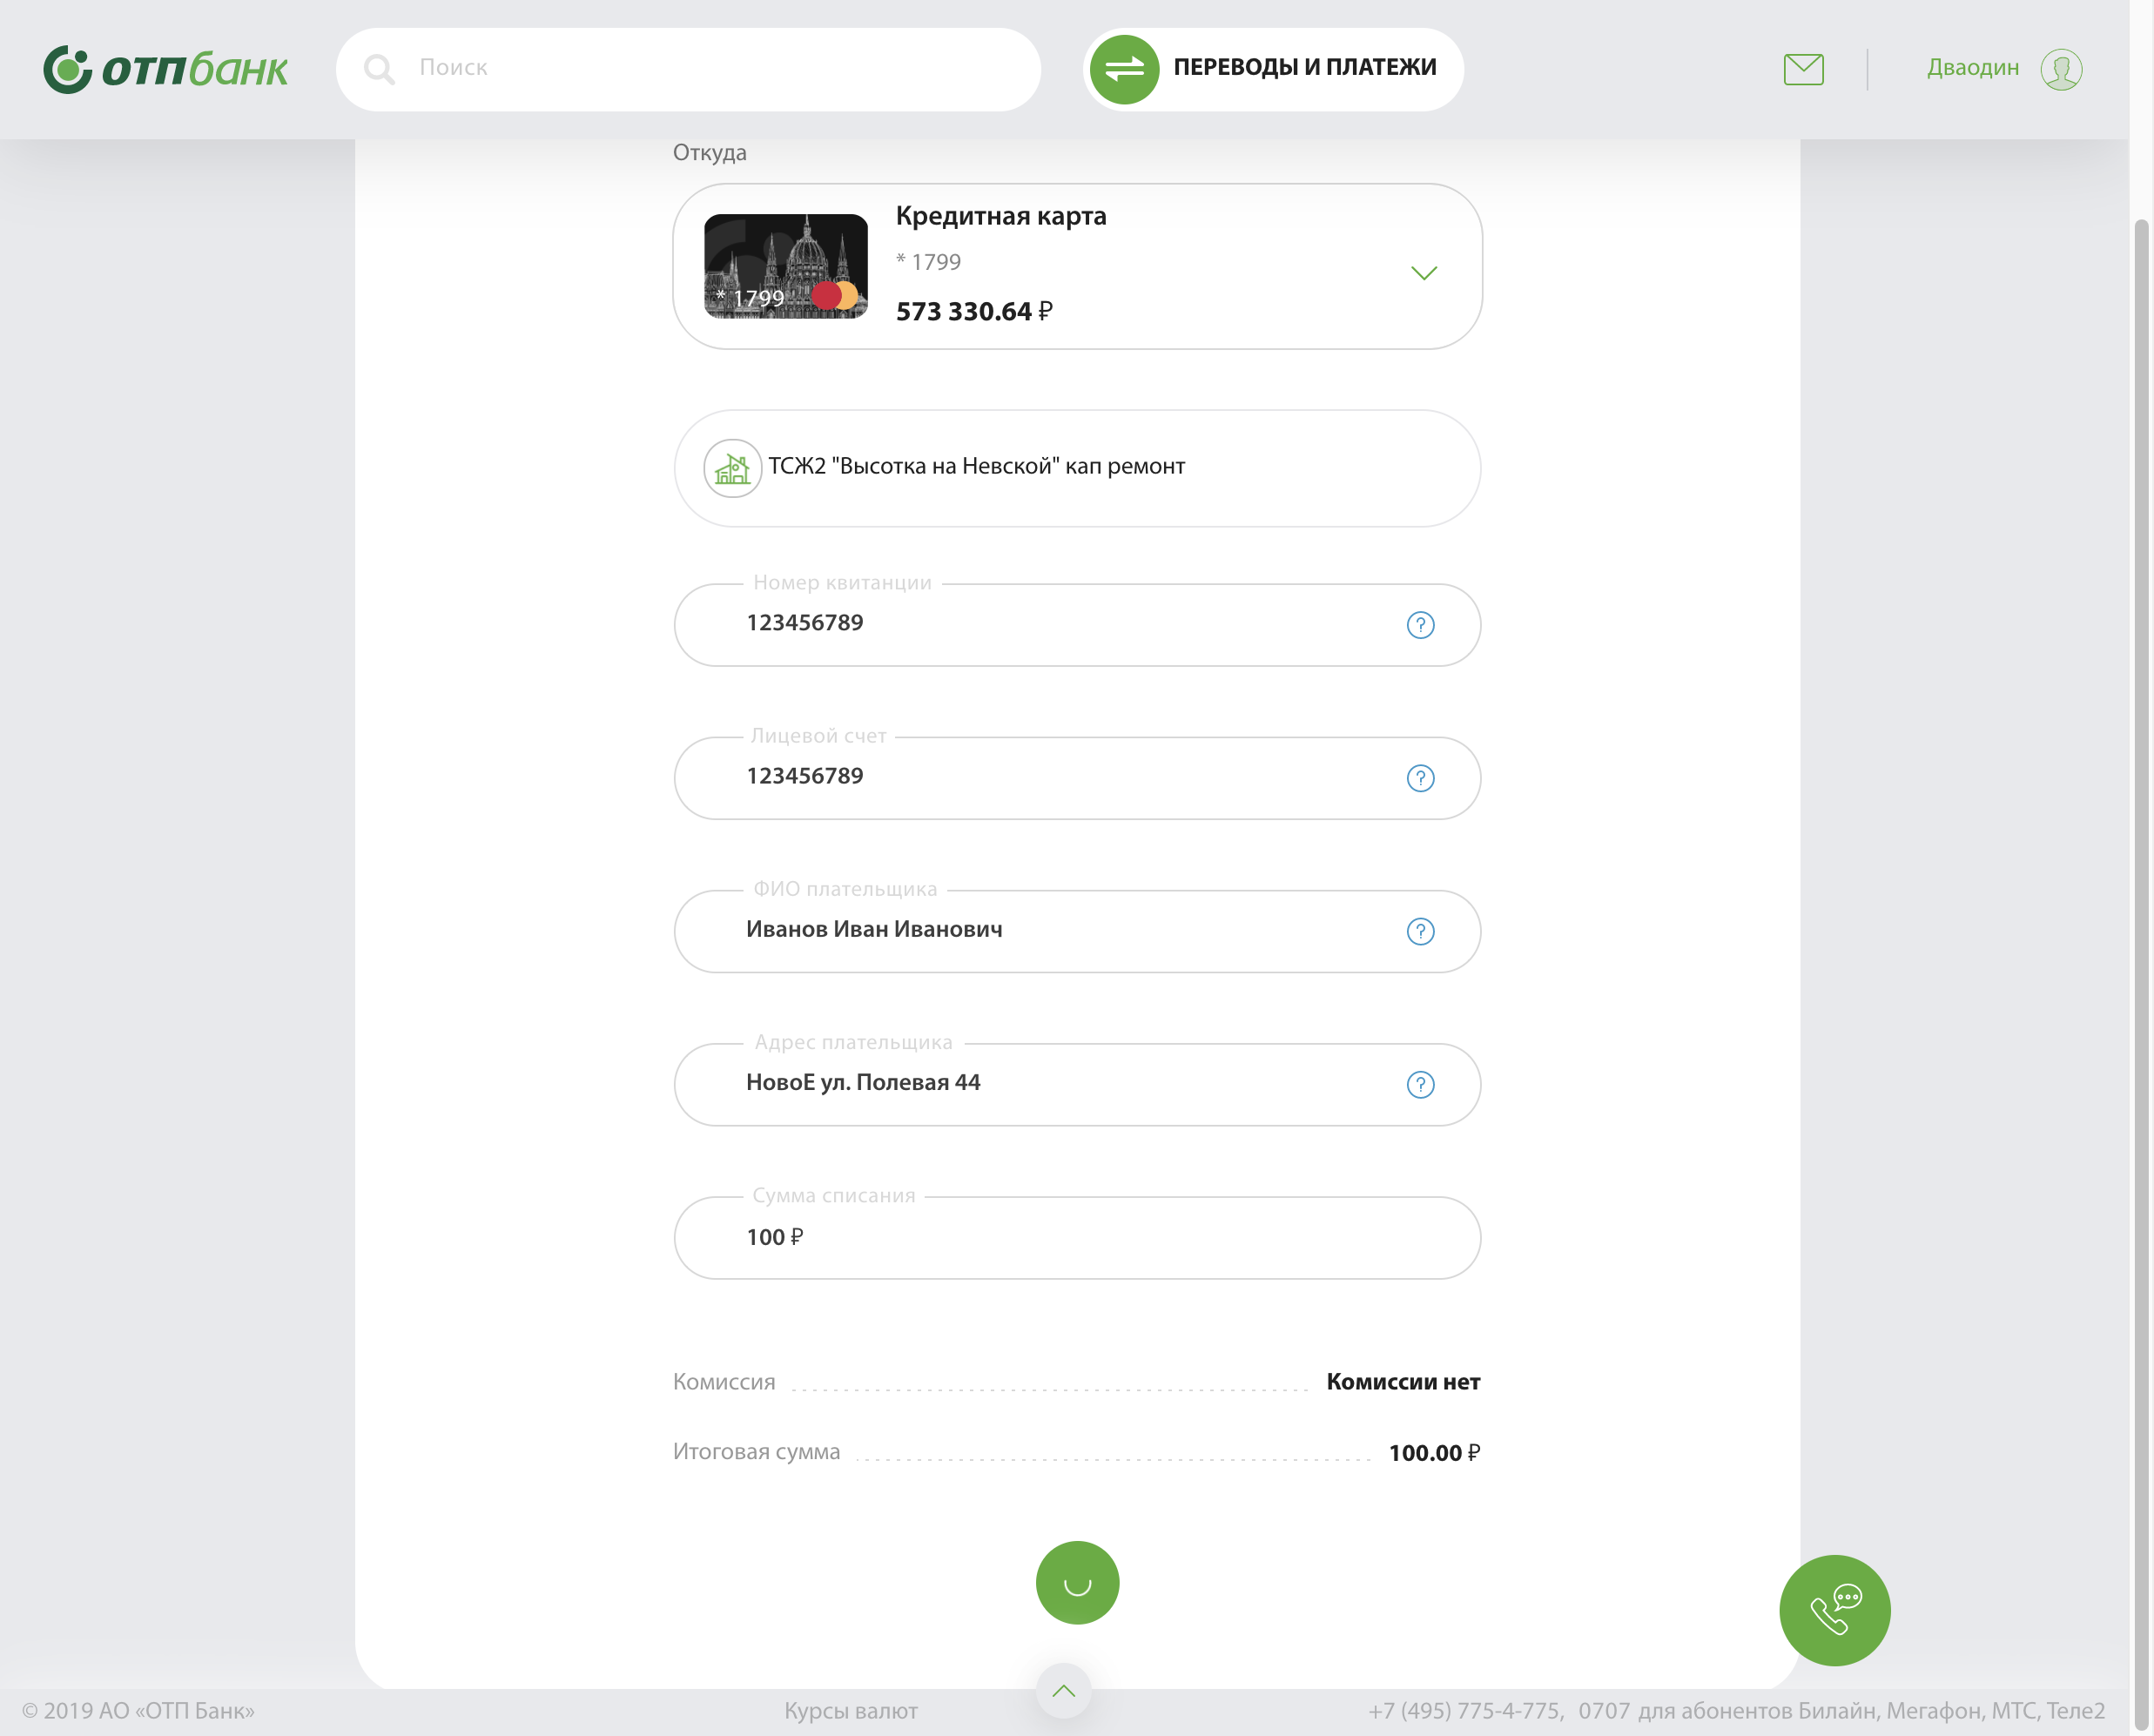 отпбанк
Поиск
ПЕРЕВОДЫ И ПЛАТЕЖИ
Дваодин
Откуда
Кредитная карта
* 1799
* 1799
573 330.64 ₽
ТСЖ2 "Высотка на Невской" кап ремонт
Номер квитанции
123456789
?
Лицевой счет
123456789
?
ФИО плательщика
Иванов Иван Иванович
?
Адрес плательщика
НовоЕ ул. Полевая 44
?
Сумма списания
100 ₽
Комиссия
Комиссии нет
Итоговая сумма
100.00 ₽
© 2019 АО «ОТП Банк»
Курсы валют
+7 (495) 775-4-775, 0707 для абонентов Билайн, Мегафон, МТС, Теле2